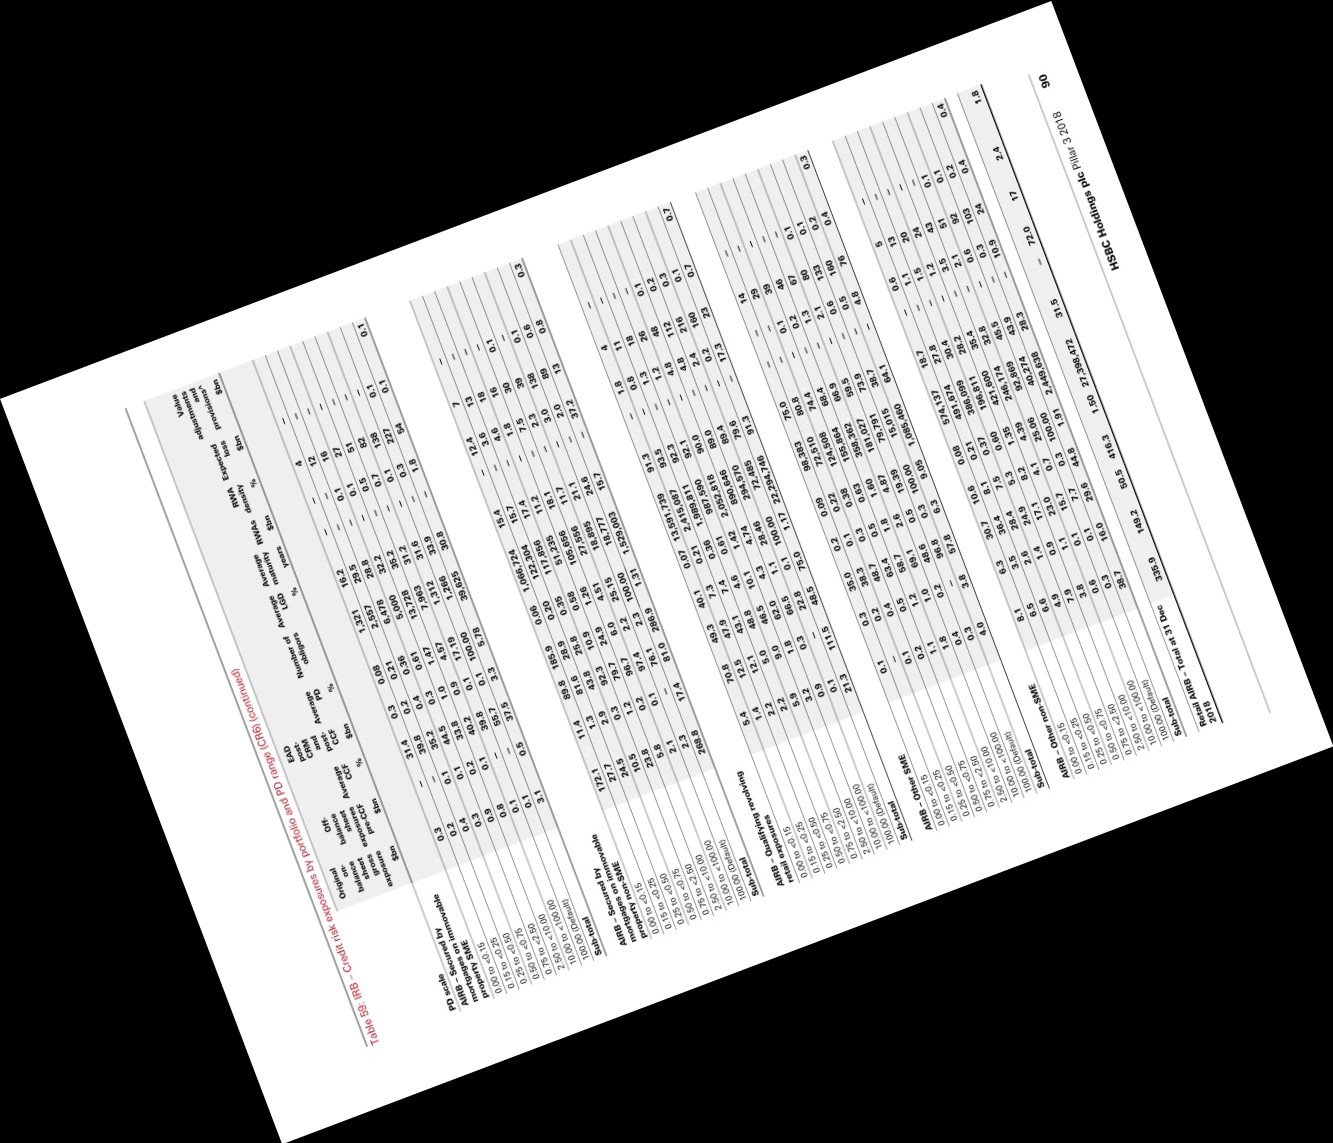 Table 59: IRB – Credit risk exposures by portfolio and PD range (CR6) (continued)
PD scale | Original on-balance sheet gross exposure $bn | Off-balance sheet exposures pre-CCF $bn | Average CCF % | EAD post-CRM and post-CCF $bn | Average PD % | Number of obligors | Average LGD % | Average maturity years | RWAs $bn | RWA density % | Expected loss $bn | Value adjustments and provisions^ $bn
AIRB – Secured by immovable
mortgages on immovable
property SME
0.00 to <0.15 0.3 – 31.4 0.3 0.08 1,321 16.2 – – 4 –
0.15 to <0.25 0.2 – 39.8 0.2 0.21 2,557 29.5 – – 12 –
0.25 to <0.50 0.4 0.1 35.2 0.4 0.36 6,478 28.8 – 0.1 16 –
0.50 to <0.75 0.3 0.1 44.5 0.3 0.61 5,000 32.2 – 0.1 27 –
0.75 to <2.50 0.9 0.2 33.8 1.0 1.47 13,728 35.2 – 0.5 51 –
2.50 to <10.00 0.8 0.1 40.2 0.9 4.57 7,963 31.2 – 0.7 82 –
10.00 to <100.00 0.1 – 39.8 0.1 17.19 1,312 31.6 – 0.1 138 –
100.00 (Default) 0.1 – 55.7 0.1 100.00 1,266 33.9 – 0.3 227 0.1
Sub-total 3.1 0.5 37.5 3.3 5.78 39,625 30.8 – 1.8 54 0.1 0.1
AIRB – Secured by
mortgages on immovable
property non-SME
0.00 to <0.15 172.1 11.4 89.8 185.9 0.06 1,066,724 15.4 – 12.4 7 –
0.15 to <0.25 27.7 1.3 81.6 28.9 0.20 122,304 15.7 – 3.6 13 –
0.25 to <0.50 24.5 2.9 43.8 25.8 0.35 117,856 17.4 – 4.6 18 –
0.50 to <0.75 10.5 0.3 92.3 10.9 0.58 51,235 11.2 – 1.8 16 –
0.75 to <2.50 23.8 1.2 79.7 24.9 1.26 105,656 18.1 – 7.5 30 0.1
2.50 to <10.00 5.8 0.2 96.7 6.0 4.51 27,556 11.7 – 2.3 39 –
10.00 to <100.00 2.1 0.1 97.4 2.2 25.15 18,895 21.1 – 3.0 138 0.1
100.00 (Default) 2.3 – 76.1 2.3 100.00 18,777 24.6 – 2.0 89 0.6
Sub-total 268.8 17.4 81.0 286.9 1.31 1,529,003 15.7 – 37.2 13 0.8 0.3
AIRB – Qualifying revolving
retail exposures
0.00 to <0.15 5.4 70.8 49.3 40.1 0.07 13,591,739 91.3 – 1.8 4 –
0.15 to <0.25 1.4 12.5 47.9 7.3 0.21 2,415,087 93.5 – 0.8 11 –
0.25 to <0.50 2.2 12.1 43.1 7.4 0.36 1,989,811 92.3 – 1.3 18 –
0.50 to <0.75 2.2 5.0 48.8 4.6 0.61 987,590 92.1 – 1.2 26 –
0.75 to <2.50 5.9 9.0 46.5 10.1 1.42 2,052,818 90.0 – 4.8 48 0.1
2.50 to <10.00 3.2 1.8 62.0 4.3 4.74 890,646 89.0 – 4.8 112 0.2
10.00 to <100.00 0.9 0.3 66.5 1.1 28.46 294,570 89.4 – 2.4 216 0.3
100.00 (Default) 0.1 – 22.8 0.1 100.00 72,485 79.6 – 0.2 160 0.1
Sub-total 21.3 111.5 48.5 75.0 1.17 22,294,746 91.3 – 17.3 23 0.7 0.7
AIRB – Other SME
0.00 to <0.15 0.1 0.3 35.0 0.2 0.09 98,383 75.0 – – 14 –
0.15 to <0.25 – 0.2 38.3 0.1 0.22 72,510 80.8 – – 29 –
0.25 to <0.50 0.1 0.4 48.7 0.3 0.38 124,566 74.4 – 0.1 39 –
0.50 to <0.75 0.2 0.5 63.4 0.5 0.63 155,864 68.4 – 0.2 46 –
0.75 to <2.50 1.1 1.2 58.7 1.8 1.60 358,362 66.9 – 1.3 67 –
2.50 to <10.00 1.8 1.0 69.1 2.6 4.87 181,027 59.5 – 2.1 80 0.1
10.00 to <100.00 0.4 0.2 48.6 0.5 18.99 79,791 73.9 – 0.6 133 0.1
100.00 (Default) 0.3 – 96.8 0.3 100.00 15,015 38.7 – 0.5 160 0.2
Sub-total 4.0 3.8 57.8 6.3 9.05 1,085,460 64.1 – 4.8 76 0.4 0.3
AIRB – Other non-SME
0.00 to <0.15 8.1 6.3 30.7 10.6 0.08 574,137 18.7 – 0.6 5 –
0.15 to <0.25 6.5 3.5 36.4 8.1 0.21 491,674 27.8 – 1.1 13 –
0.25 to <0.50 6.6 2.6 28.4 7.5 0.37 386,099 30.4 – 1.5 20 –
0.50 to <0.75 4.9 1.4 24.9 5.3 0.60 196,811 28.2 – 1.2 24 –
0.75 to <2.50 7.9 0.9 17.1 8.2 1.35 421,600 35.4 – 3.5 43 –
2.50 to <10.00 3.8 1.1 23.0 4.1 4.39 246,174 32.8 – 2.1 51 0.1
10.00 to <100.00 0.6 0.1 15.7 0.7 25.06 92,869 45.5 – 0.6 92 0.1
100.00 (Default) 0.3 0.1 7.7 0.3 100.00 40,274 43.9 – 0.3 103 0.2
Sub-total 38.7 16.0 29.6 44.8 1.91 2,449,638 28.3 – 10.9 24 0.4 0.4
Retail AIRB – Total at 31 Dec
2018 335.9 149.2 50.5 416.3 1.50 27,398,472 31.5 – 72.0 17 2.4 1.8
HSBC Holdings plc Pillar 3 2018 90